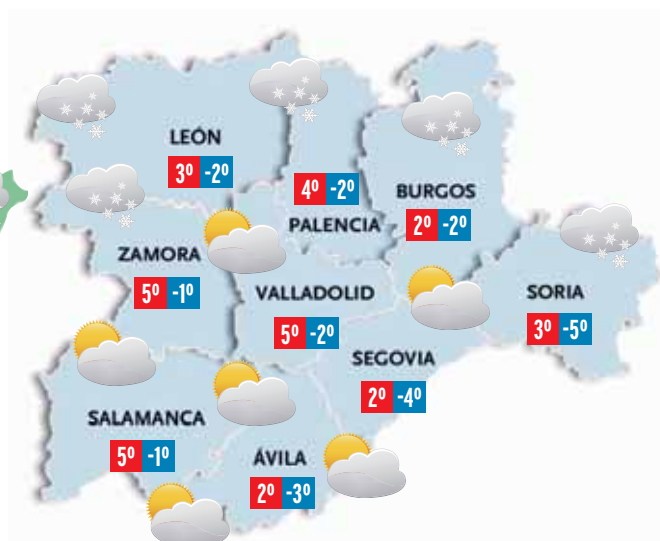 LEÓN
3º -2º
4º -2º
PALENCIA
BURGOS
2º -2º
ZAMORA
5º -1º
VALLADOLID
5º -2º
SORIA
3º -5º
SEGOVIA
2º -4º
SALAMANCA
5º -1º
ÁVILA
2º -3º